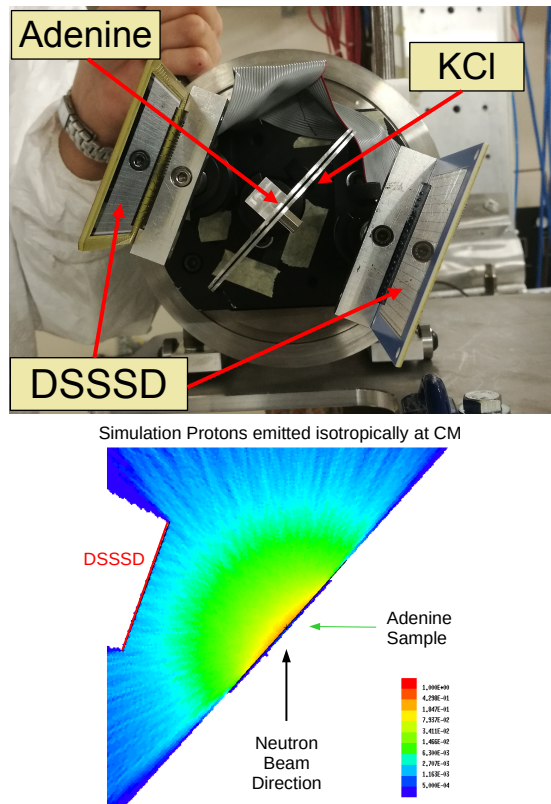 Adenine
KCl
DSSSD
Simulation Protons emitted isotropically at CM
DSSSD
Adenine
Sample
Neutron
Beam
Direction
1.000E+00
4.298E-01
1.847E-01
7.937E-02
3.411E-02
1.466E-02
6.300E-03
2.707E-03
1.163E-03
5.000E-04